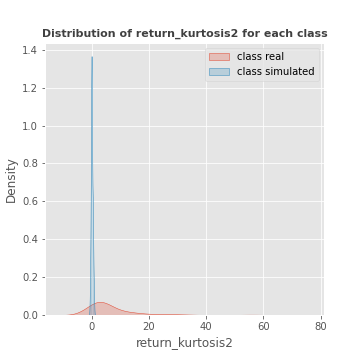 Distribution of return_kurtosis2 for each class
class real
class simulated
1.4
1.2
1.0
0.8
0.6
0.4
0.2
0.0
Density
0 20 40 60 80
return_kurtosis2